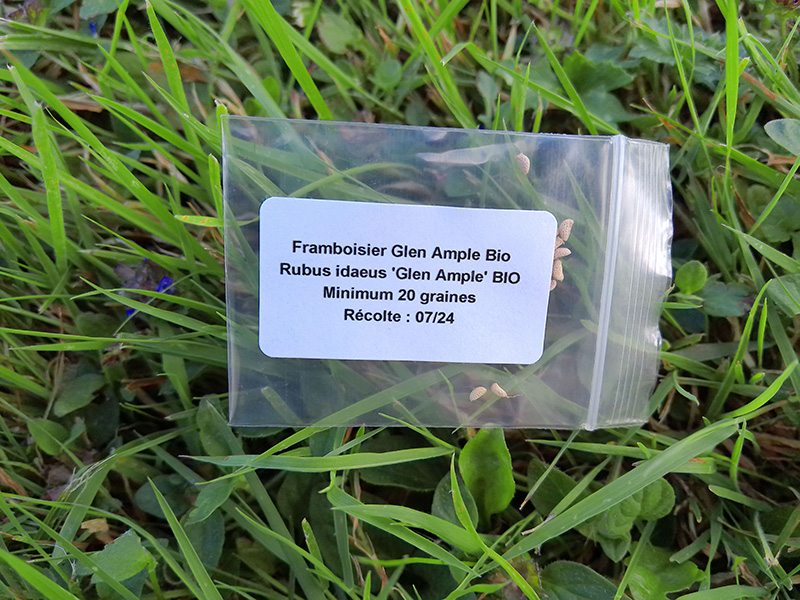 Framboisier Glen Ample Bio
Rubus idaeus 'Glen Ample' BIO
Minimum 20 graines
Récolte : 07/24